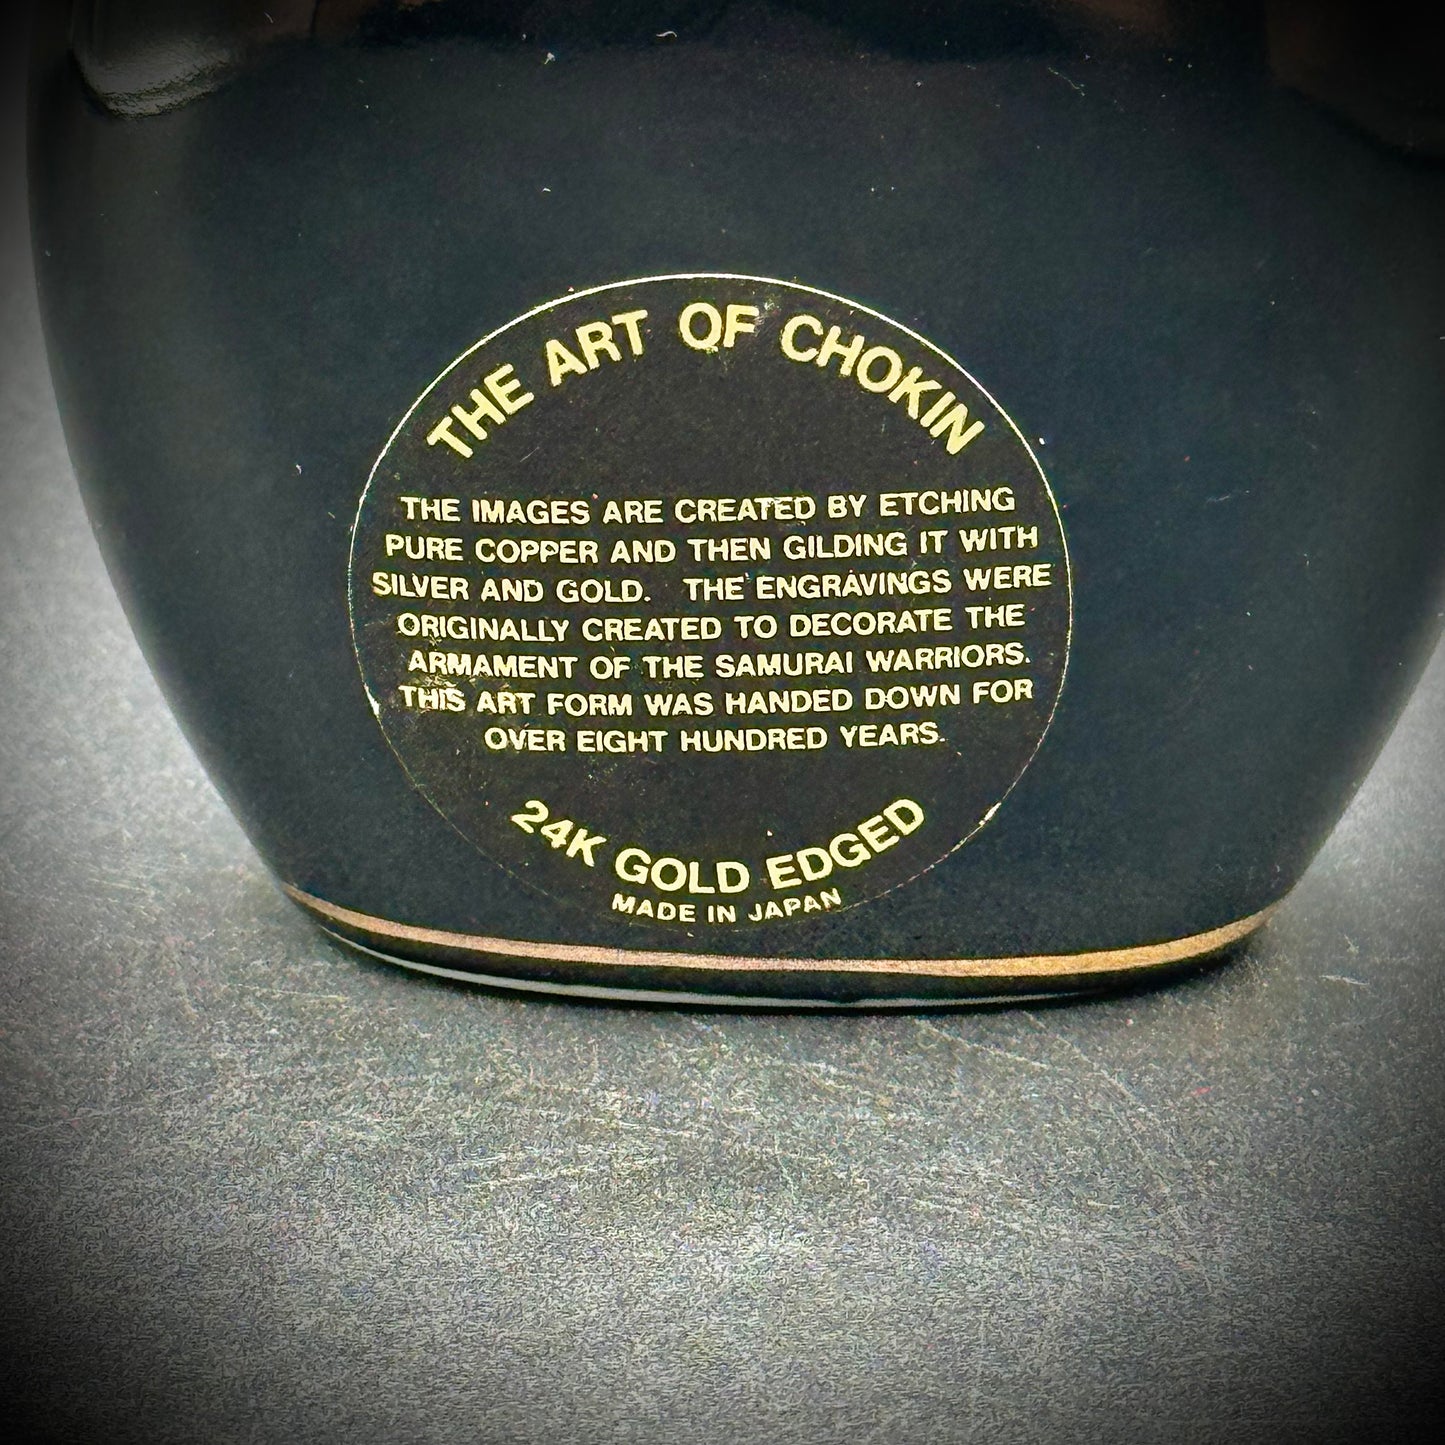 THE ART OF CHOKIN
THE IMAGES ARE CREATED BY ETCHING
PURE COPPER AND THEN GILDING IT WITH
SILVER AND GOLD. THE ENGRAVINGS WERE
ORIGINALLY CREATED TO DECORATE THE
ARMAMENT OF THE SAMURAI WARRIORS.
THIS ART FORM WAS HANDED DOWN FOR
OVER EIGHT HUNDRED YEARS.
24K GOLD EDGED
MADE IN JAPAN